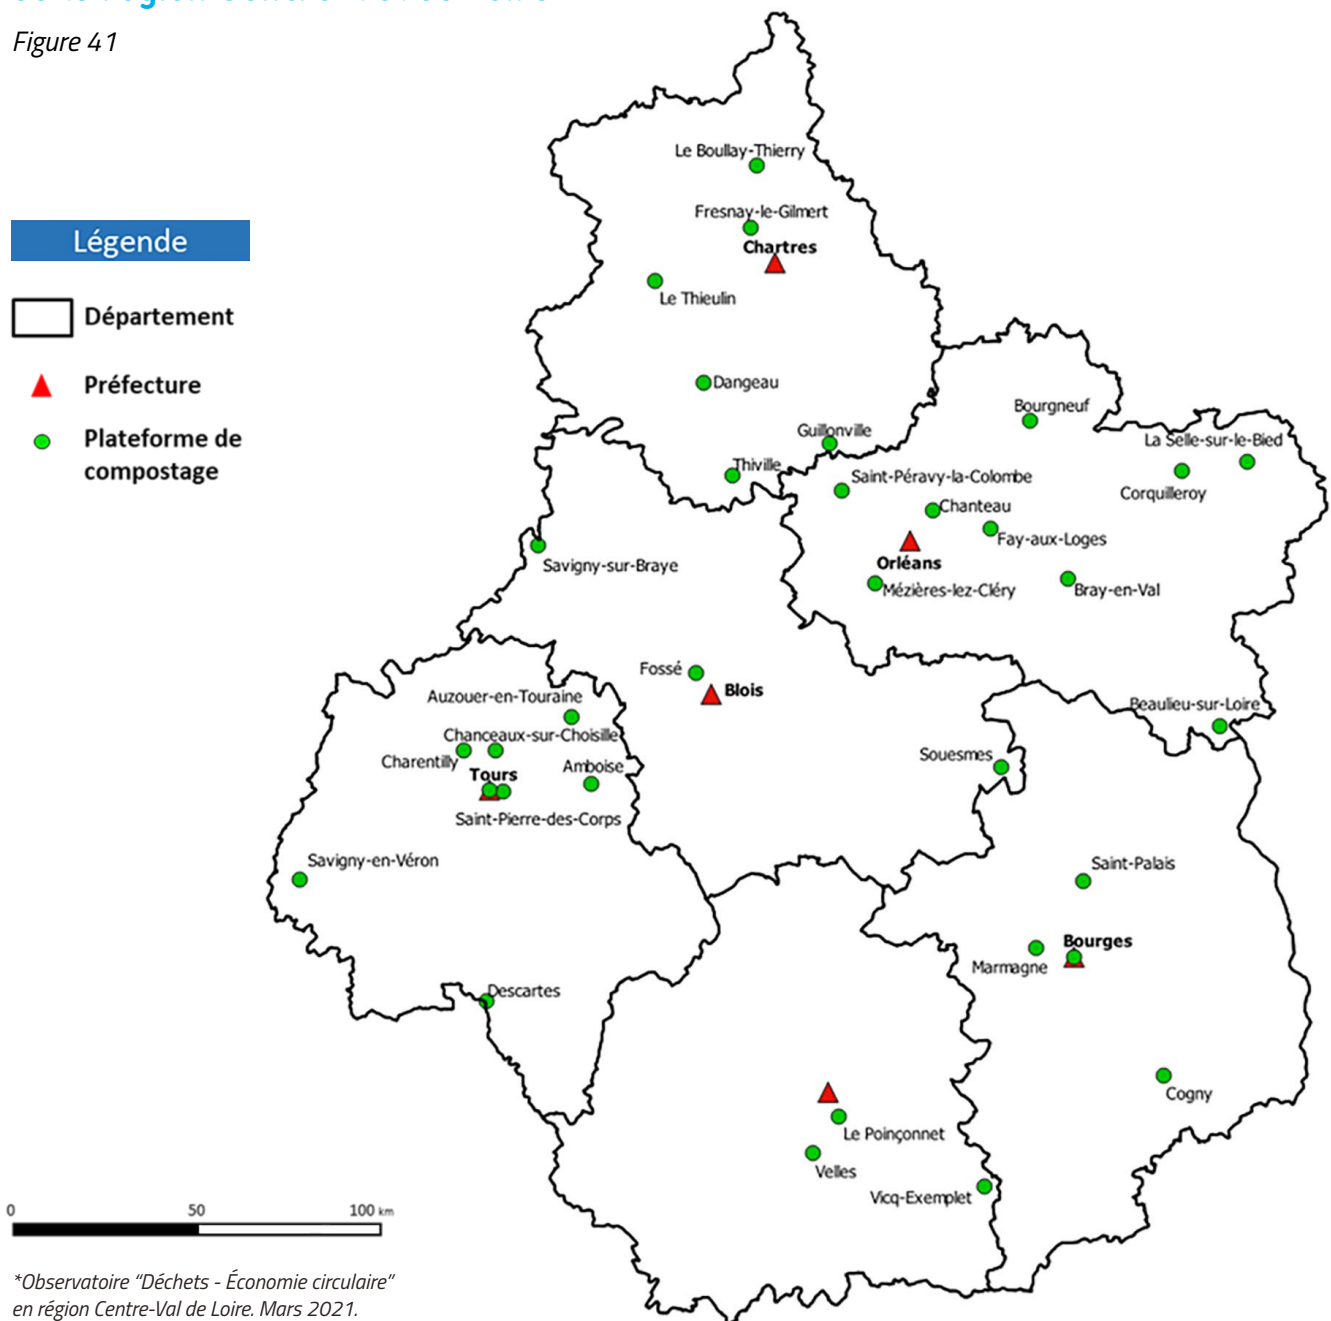 Figure 41
Légende
Département
Préfecture
Plateforme de
compostage
Le Boullay-Thierry
Fresnay-le-Gilmert
Chartres
Le Thieulin
Dangeau
Guillonville
Thiville
Bourgneuf
La Selle-sur-le-Bied
Corquilleroy
Saint-Péravy-la-Colombe
Chanteau
Fay-aux-Loges
Orléans
Mézières-lez-Cléry
Bray-en-Val
Savigny-sur-Braye
Fossé
Blois
Auzouer-en-Touraine
Chanceaux-sur-Choisille
Charentilly
Tours
Amboise
Saint-Pierre-des-Corps
Savigny-en-Véron
Descartes
Beaulieu-sur-Loire
Souesmes
Saint-Palais
Bourges
Marmagne
Cogny
Le Poinçonnet
Velles
Vicq-Exemplet
0 50 100 km
*Observatoire "Déchets - Économie circulaire"
en région Centre-Val de Loire. Mars 2021.